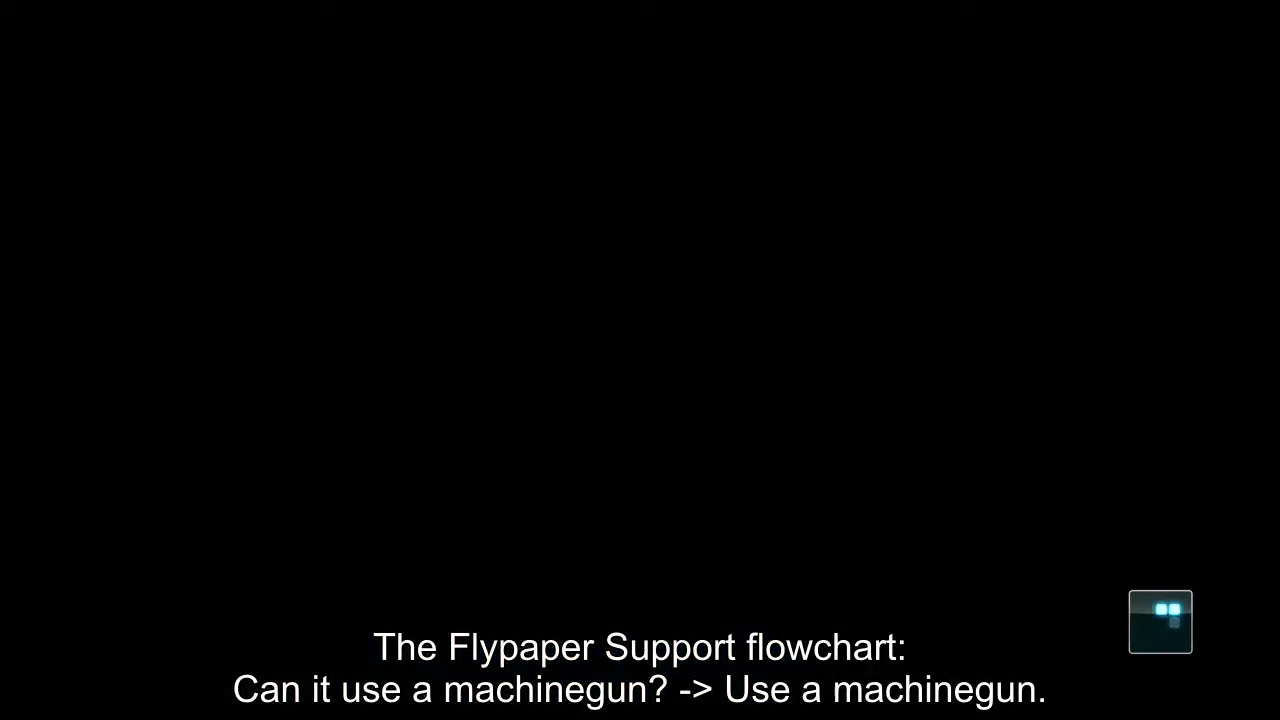 The Flypaper Support flowchart:
Can it use a machinegun? -> Use a machinegun.